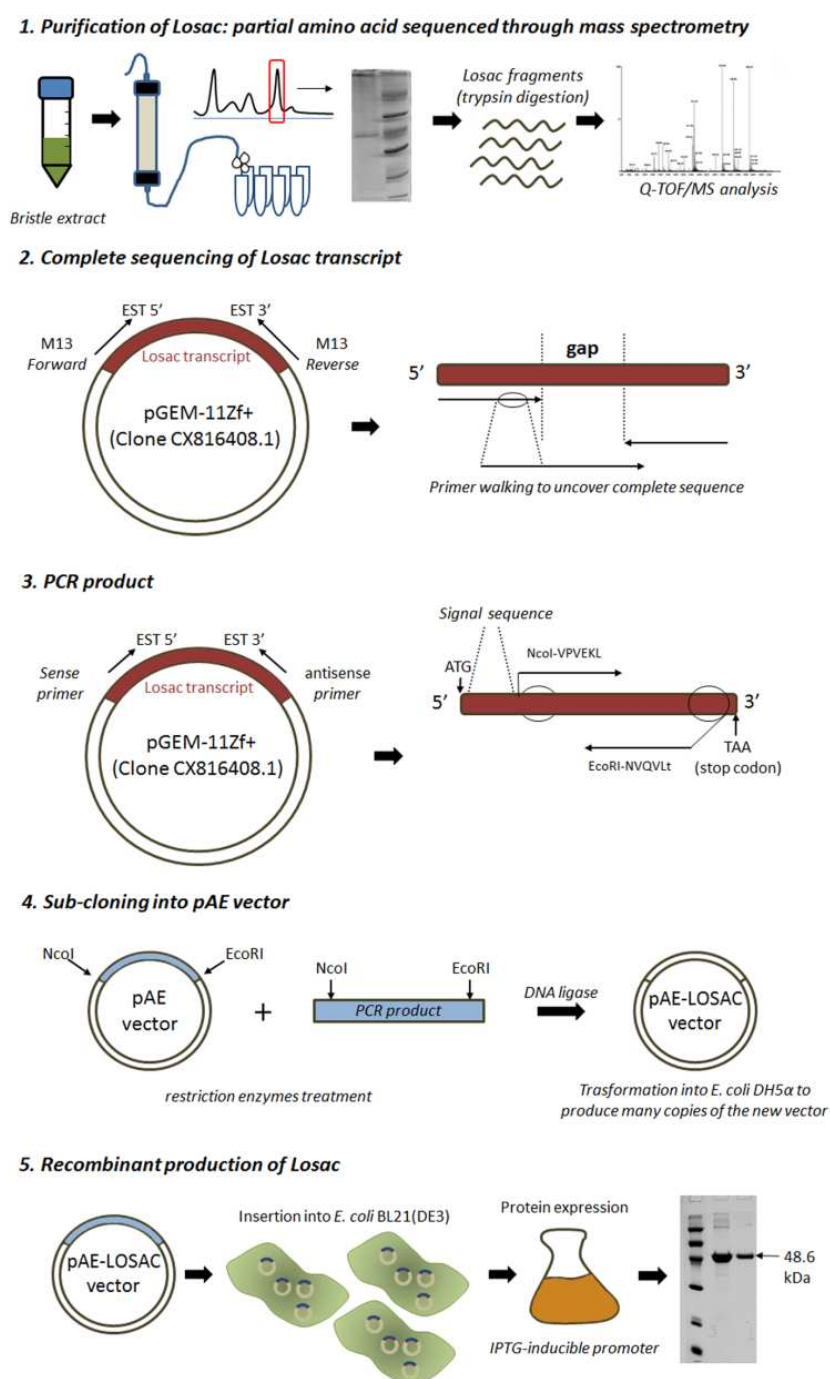 1. Purification of Losac: partial amino acid sequenced through mass spectrometry
Losac fragments
(trypsin digestion)
Bristle extract
Q-TOF/MS analysis
2. Complete sequencing of Losac transcript
EST 5’
EST 3’
M13
Forward
M13
Reverse
Losac transcript
pGEM-11Zf+
(Clone CX816408.1)
gap
5’
3’
Primer walking to uncover complete sequence
3. PCR product
EST 5’
EST 3’
Sense
primer
antisense
primer
Losac transcript
pGEM-11Zf+
(Clone CX816408.1)
Signal sequence
NcoI-VPVEKL
ATG
5’
3’
TAA
(stop codon)
EcoRI-NVQVLt
4. Sub-cloning into pAE vector
NcoI
EcoRI
pAE
vector
+
NcoI
EcoRI
PCR product
DNA ligase
pAE-LOSAC
vector
restriction enzymes treatment
Trasformation into E. coli DH5α to
produce many copies of the new vector
5. Recombinant production of Losac
pAE-LOSAC
vector
Insertion into E. coli BL21(DE3)
Protein expression
IPTG-inducible promoter
48.6
kDa